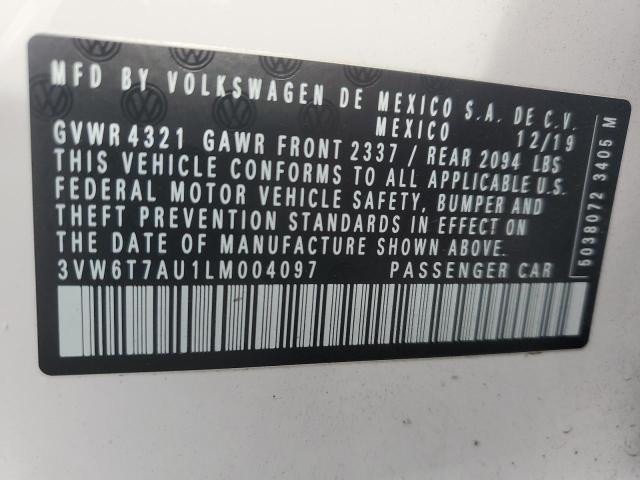 MFD BY VOLKSWAGEN DE MEXICO S.A. DE C.V.
MEXICO 12/19
GVWR 4321 GAWR FRONT 2337 / REAR 2094 LBS
THIS VEHICLE CONFORMS TO ALL APPLICABLE U.S.
FEDERAL MOTOR VEHICLE SAFETY, BUMPER AND
THEFT PREVENTION STANDARDS IN EFFECT ON
THE DATE OF MANUFACTURE SHOWN ABOVE.
3VW6T7AU1LM004097 PASSENGER CAR
5038072 3405 M